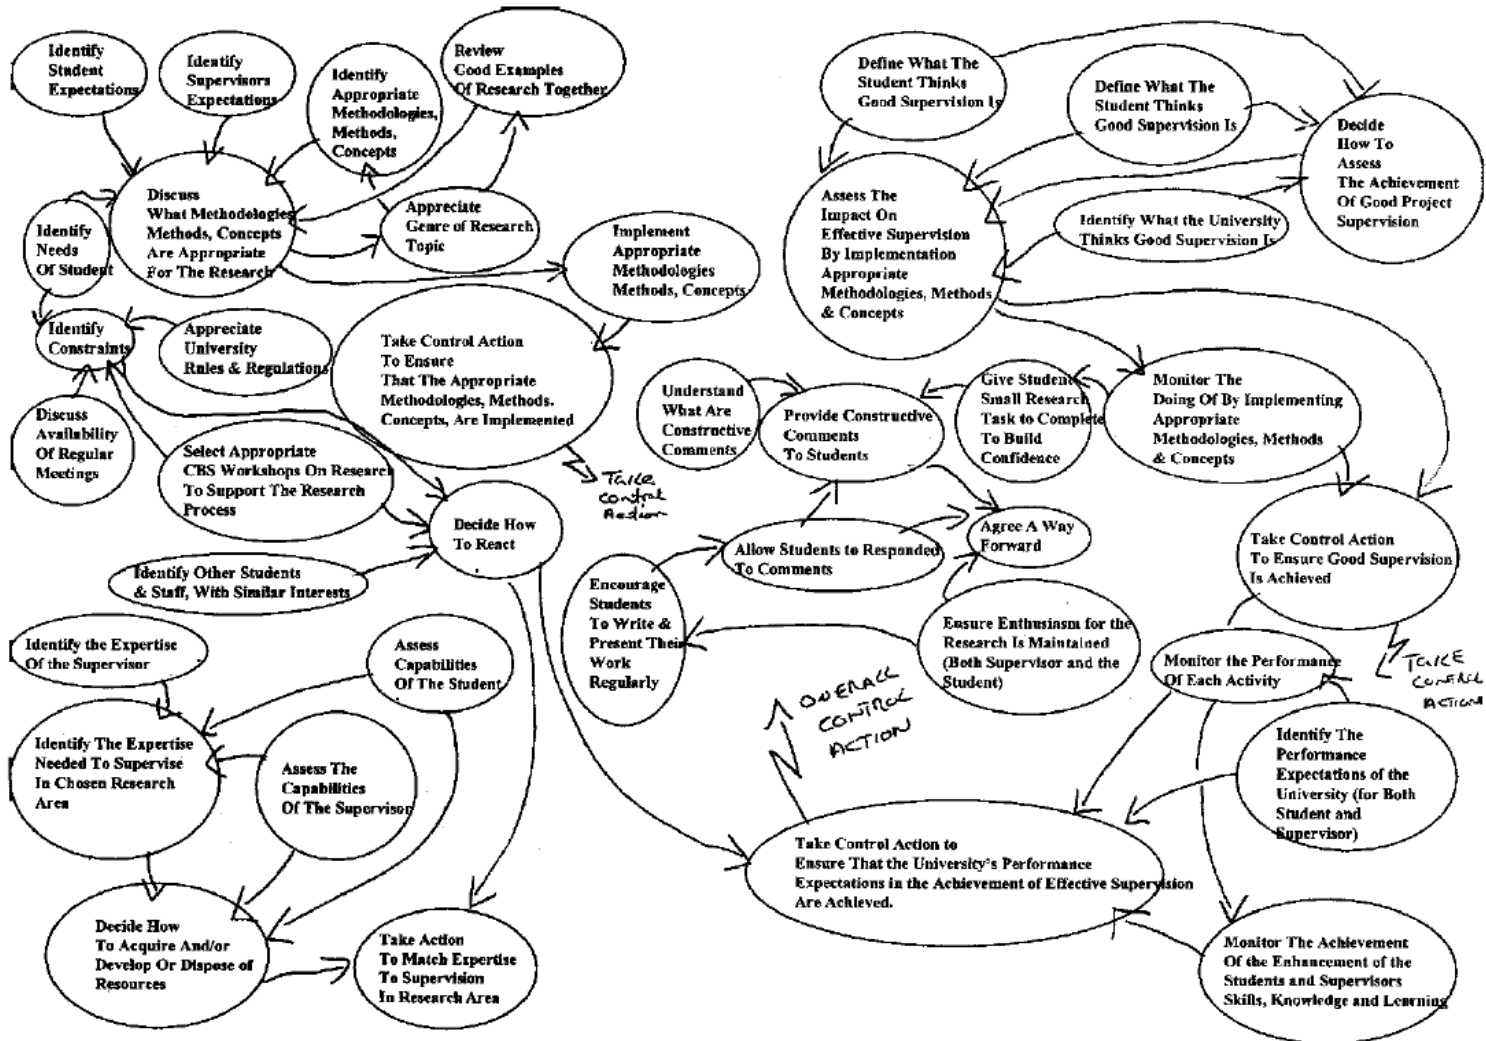 Identify
Student
Expectations
Identify
Supervisors
Expectations
Identify
Appropriate
Methodologies,
Methods,
Concepts
Review
Good Examples
Of Research Together
Discuss
What Methodologies
Methods, Concepts
Are Appropriate
For The Research
Appreciate
Genre of Research
Topic
Identify
Needs
Of Student
Implement
Appropriate
Methodologies
Methods, Concepts
Identify
Constraints
Appreciate
University
Rules & Regulations
Take Control Action
To Ensure
That The Appropriate
Methodologies, Methods.
Concepts, Are Implemented
TAKE
Control
Action
Discuss
Availability
Of Regular
Meetings
Select Appropriate
CBS Workshops On Research
To Support The Research
Process
Decide How
To React
Identify Other Students
& Staff, With Similar Interests
Identify the Expertise
Of the Supervisor
Assess
Capabilities
Of The Student
Identify The Expertise
Needed To Supervise
In Chosen Research
Area
Assess The
Capabilities
Of The Supervisor
Decide How
To Acquire And/or
Develop Or Dispose of
Resources
Take Action
To Match Expertise
To Supervision
In Research Area
Define What The
Student Thinks
Good Supervision Is
Define What The
Student Thinks
Good Supervision Is
Decide
How To
Assess
The Achievement
Of Good Project
Supervision
Assess The
Impact On
Effective Supervision
By Implementation
Appropriate
Methodologies, Methods
& Concepts
Identify What the University
Thinks Good Supervision Is
Understand
What Are
Constructive
Comments
Provide Constructive
Comments
To Students
Give Student
Small Research
Task to Complete
To Build
Confidence
Monitor The
Doing Of By Implementing
Appropriate
Methodologies, Methods
& Concepts
Allow Students to Responded
To Comments
Agree A Way
Forward
Take Control Action
To Ensure Good Supervision
Is Achieved
Encourage
Students
To Write &
Present Their
Work
Regularly
Ensure Enthusiasm for the
Research Is Maintained
(Both Supervisor and the
Student)
Monitor the Performance
Of Each Activity
TAKE
CONTROL
ACTION
OVERALL
CONTROL
ACTION
Identify The
Performance
Expectations of the
University (for Both
Student and
Supervisor)
Take Control Action to
Ensure That the University's Performance
Expectations in the Achievement of Effective Supervision
Are Achieved.
Monitor The Achievement
Of the Enhancement of the
Students and Supervisors
Skills, Knowledge and Learning